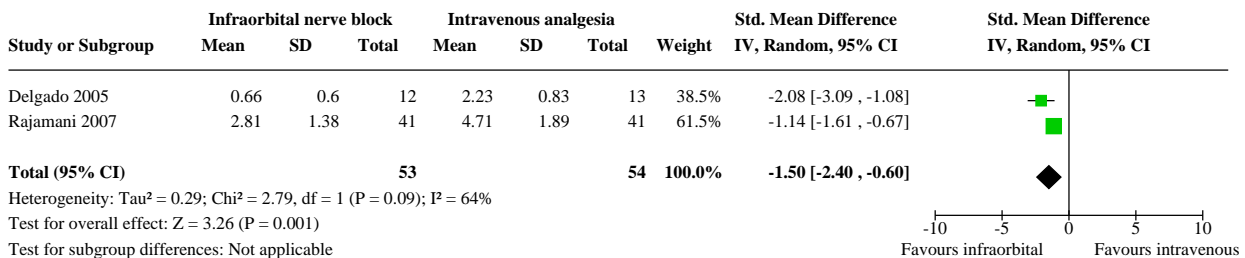 Infraorbital nerve block Intravenous analgesia Std. Mean Difference Std. Mean Difference
Study or Subgroup Mean SD Total Mean SD Total Weight IV, Random, 95% CI IV, Random, 95% CI
Delgado 2005 0.66 0.6 12 2.23 0.83 13 38.5% -2.08 [-3.09 , -1.08]
Rajamani 2007 2.81 1.38 41 4.71 1.89 41 61.5% -1.14 [-1.61 , -0.67]
Total (95% CI) 53 54 100.0% -1.50 [-2.40 , -0.60]
Heterogeneity: Tau² = 0.29; Chi² = 2.79, df = 1 (P = 0.09); I² = 64%
Test for overall effect: Z = 3.26 (P = 0.001)
-10 -5 0 5 10
Test for subgroup differences: Not applicable Favours infraorbital Favours intravenous